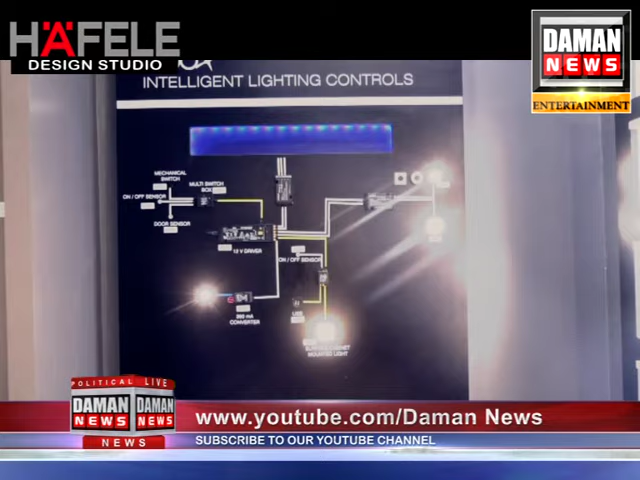 HÄFELE
DESIGN STUDIO
DAMAN
NEWS
ENTERTAINMENT
INTELLIGENT LIGHTING CONTROLS
MECHANICAL
SWITCH
MULTI SWITCH
BOX
ON / OFF SENSOR
DOOR SENSOR
12 V DRIVER
ON / OFF SENSOR
CONVERTER
MOUNTED LIGHT
POLITICAL LIVE
DAMAN
NEWS
DAMAN
NEWS
NEWS
www.youtube.com/Daman News
SUBSCRIBE TO OUR YOUTUBE CHANNEL